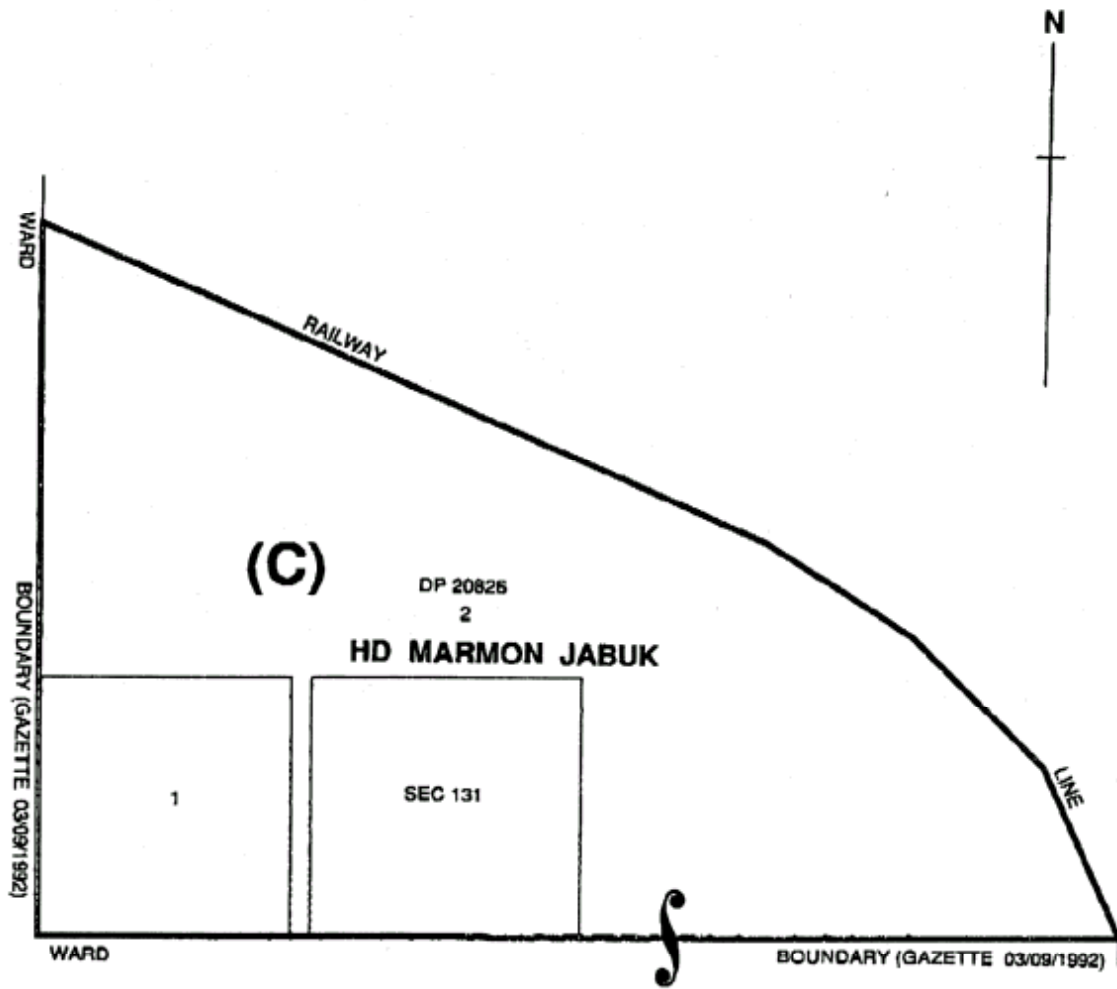 N
WARD
RAILWAY
(C)
DP 20826
2
HD MARMON JABUK
BOUNDARY (GAZETTE 03/09/1992)
1
SEC 131
LINE
WARD
BOUNDARY (GAZETTE 03/09/1992)